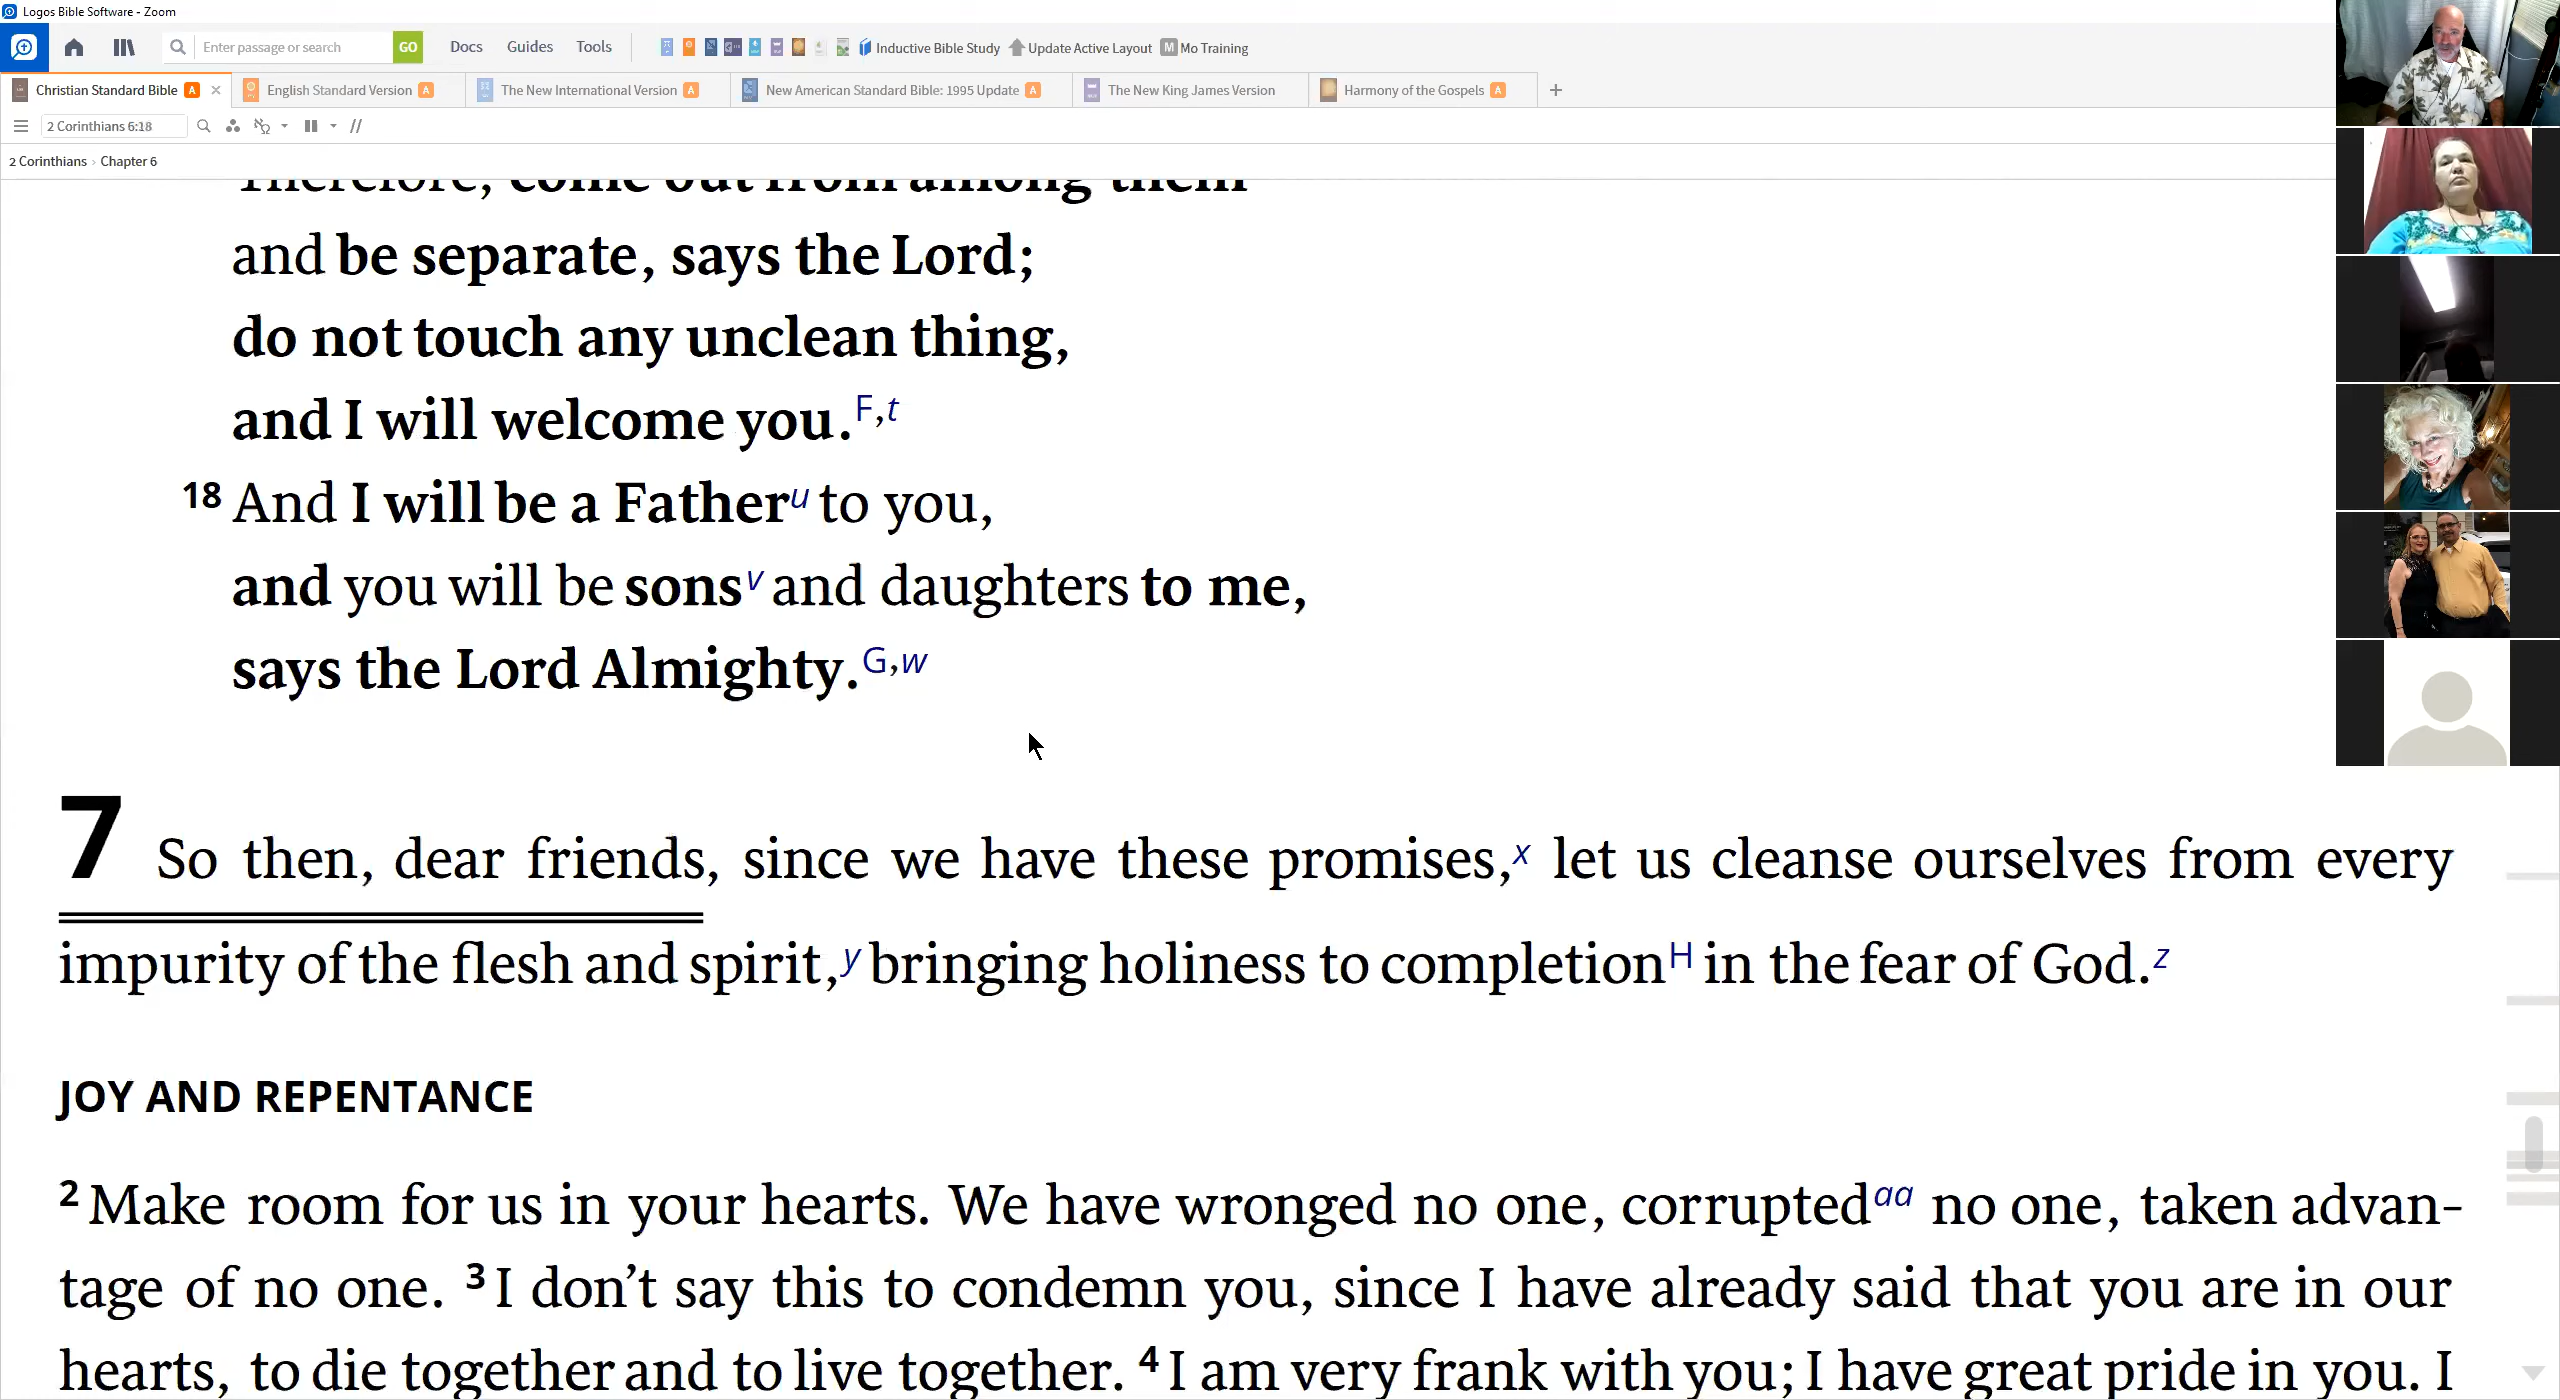 Logos Bible Software - Zoom
Enter passage or search GO Docs Guides Tools Inductive Bible Study Update Active Layout M Mo Training
Christian Standard Bible A English Standard Version A The New International Version A New American Standard Bible: 1995 Update A The New King James Version Harmony of the Gospels A
2 Corinthians 6:18
2 Corinthians › Chapter 6
Therefore, come out from among them
and be separate, says the Lord;
do not touch any unclean thing,
and I will welcome you.F,t
18 And I will be a Fatheru to you,
and you will be sonsv and daughters to me,
says the Lord Almighty.G,w
7 So then, dear friends, since we have these promises,x let us cleanse ourselves from every
impurity of the flesh and spirit,y bringing holiness to completionH in the fear of God.z
JOY AND REPENTANCE
2 Make room for us in your hearts. We have wronged no one, corruptedaa no one, taken advan-
tage of no one. 3 I don’t say this to condemn you, since I have already said that you are in our
hearts, to die together and to live together. 4 I am very frank with you; I have great pride in you. I